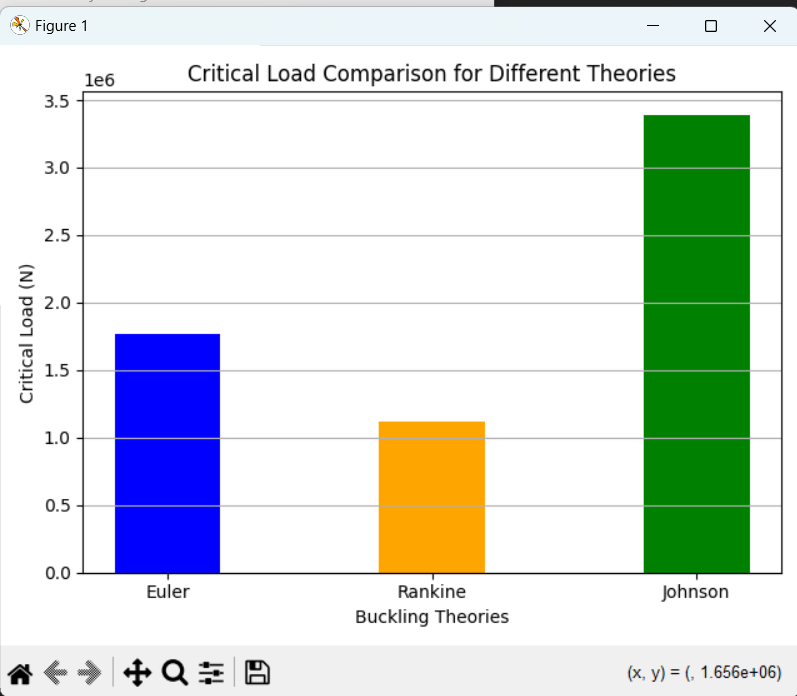 Figure 1
Critical Load Comparison for Different Theories
1e6
3.5
3.0
2.5
2.0
1.5
1.0
0.5
0.0
Critical Load (N)
Euler Rankine Johnson
Buckling Theories
(x, y) = (, 1.656e+06)